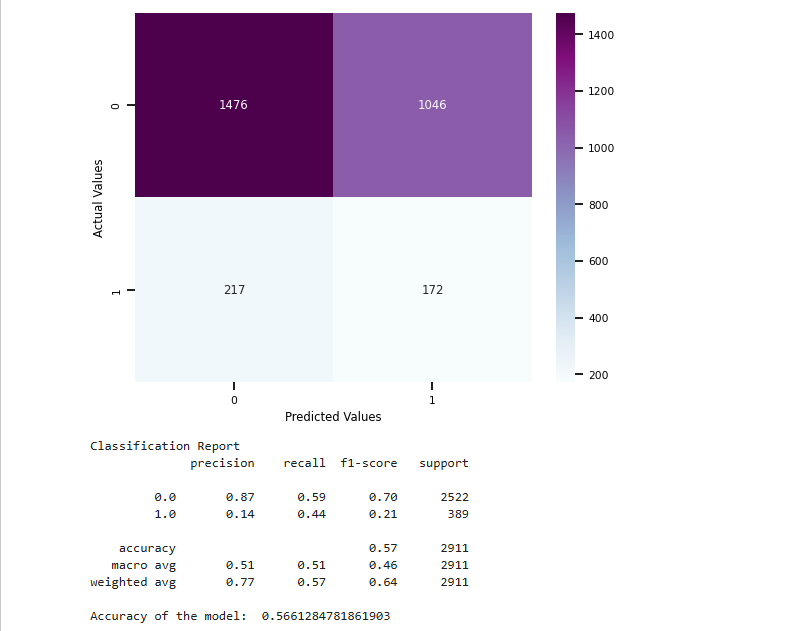 1400
1476 1046
0
1200
1000
Actual Values
800
600
217 172
1
400
200
0 1
Predicted Values
Classification Report
precision recall f1-score support
0.0 0.87 0.59 0.70 2522
1.0 0.14 0.44 0.21 389
accuracy 0.57 2911
macro avg 0.51 0.51 0.46 2911
weighted avg 0.77 0.57 0.64 2911
Accuracy of the model: 0.5661284781861903